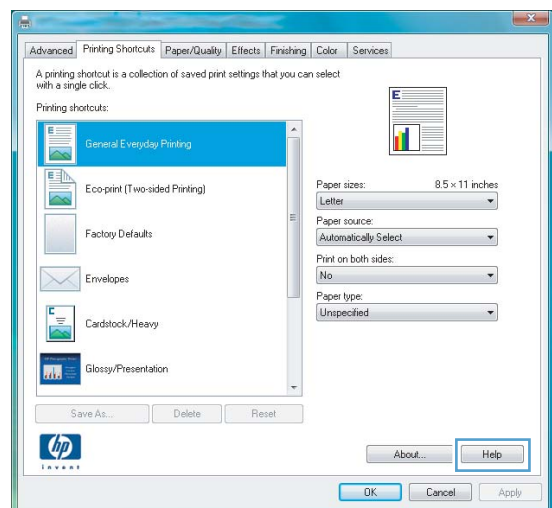 Advanced Printing Shortcuts Paper/Quality Effects Finishing Color Services
A printing shortcut is a collection of saved print settings that you can select
with a single click.
Printing shortcuts:
E
General Everyday Printing
E
Eco-print (Two-sided Printing)
Factory Defaults
Envelopes
C
Cardstock/Heavy
Glossy/Presentation
Save As... Delete Reset
E
Paper sizes: 8.5 × 11 inches
Letter
Paper source:
Automatically Select
Print on both sides:
No
Paper type:
Unspecified
hp
invent
About... Help
OK Cancel Apply